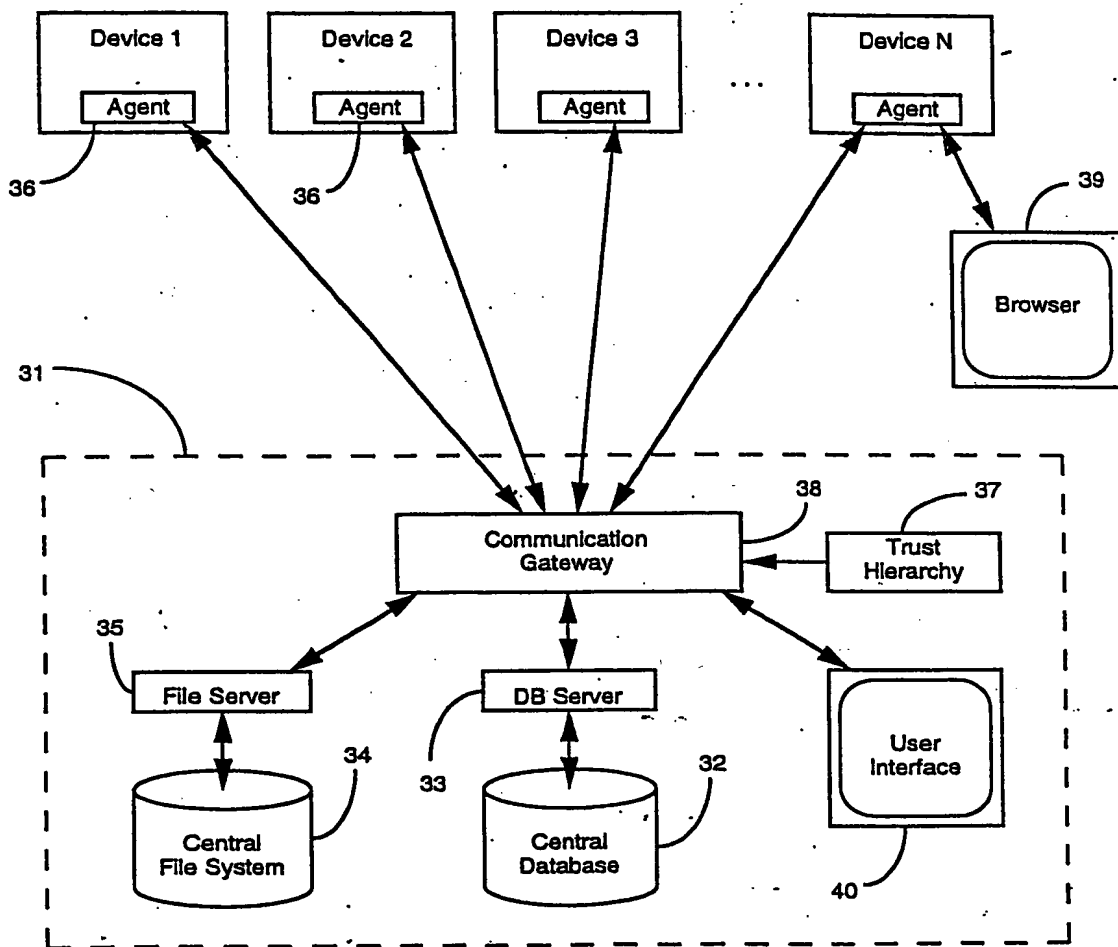 Device 1
Device 2
Device 3
...
Device N
Agent
Agent
Agent
Agent
36
36
39
Browser
31
38
37
Communication
Gateway
Trust
Hierarchy
35
File Server
DB Server
33
34
32
User
Interface
Central
File System
Central
Database
40